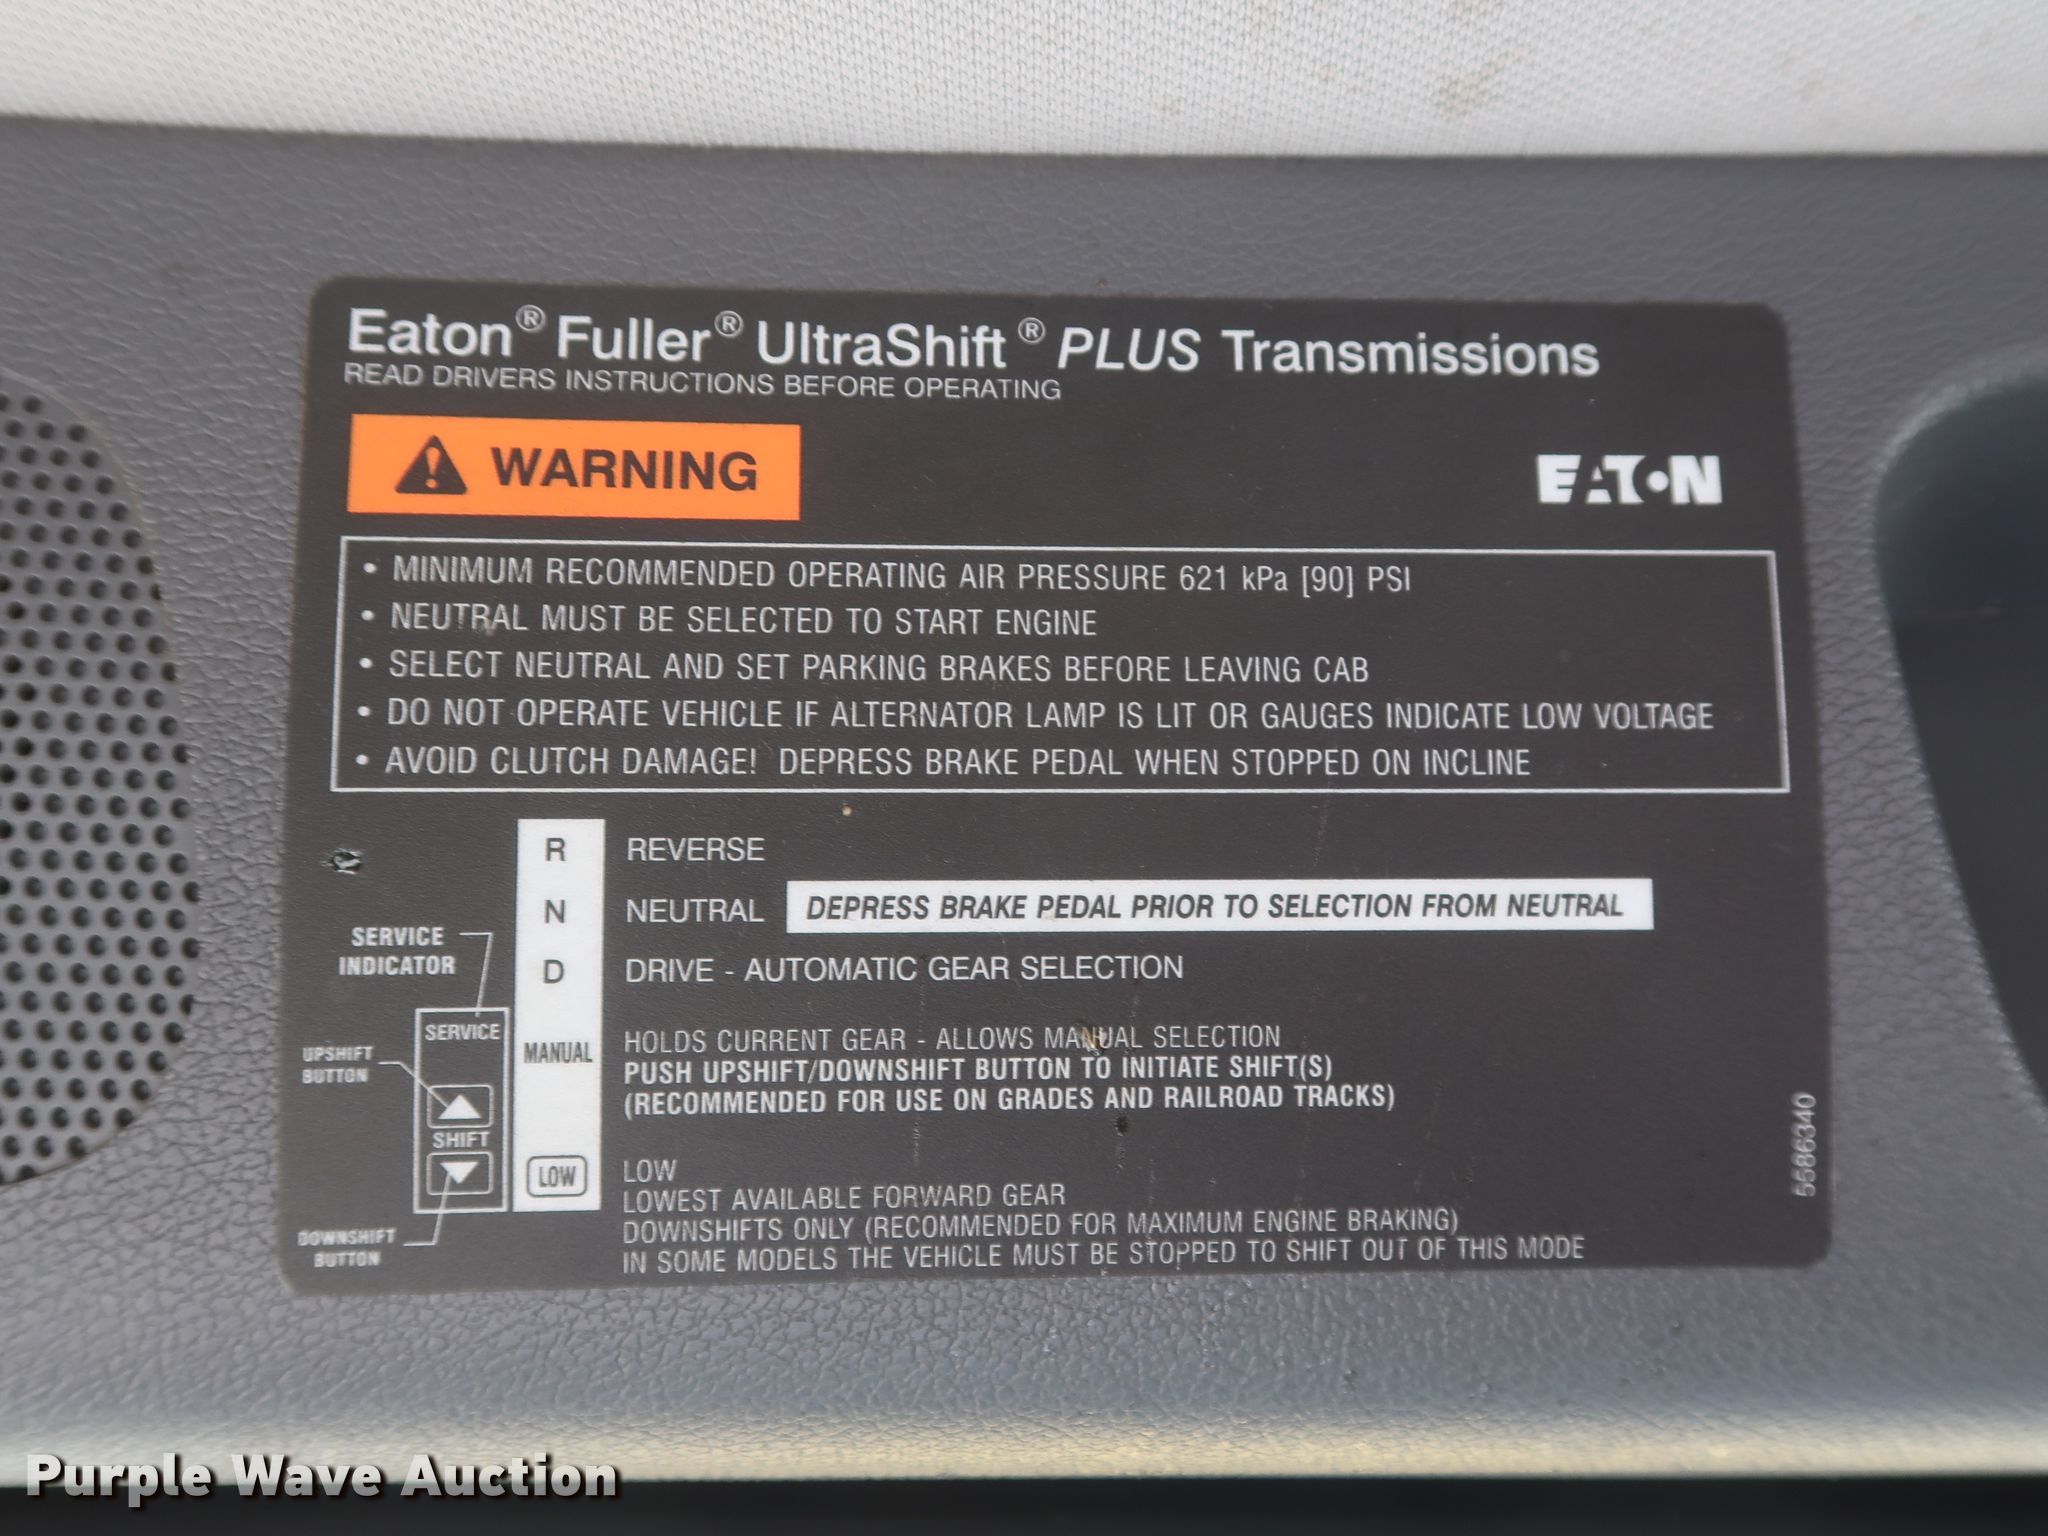 Eaton® Fuller® UltraShift® PLUS Transmissions
READ DRIVERS INSTRUCTIONS BEFORE OPERATING
WARNING
EATON
• MINIMUM RECOMMENDED OPERATING AIR PRESSURE 621 kPa [90] PSI
• NEUTRAL MUST BE SELECTED TO START ENGINE
• SELECT NEUTRAL AND SET PARKING BRAKES BEFORE LEAVING CAB
• DO NOT OPERATE VEHICLE IF ALTERNATOR LAMP IS LIT OR GAUGES INDICATE LOW VOLTAGE
• AVOID CLUTCH DAMAGE! DEPRESS BRAKE PEDAL WHEN STOPPED ON INCLINE
R REVERSE
N NEUTRAL DEPRESS BRAKE PEDAL PRIOR TO SELECTION FROM NEUTRAL
D DRIVE - AUTOMATIC GEAR SELECTION
SERVICE
INDICATOR
SERVICE
UPSHIFT
BUTTON
SHIFT
DOWNSHIFT
BUTTON
MANUAL
HOLDS CURRENT GEAR - ALLOWS MANUAL SELECTION
PUSH UPSHIFT/DOWNSHIFT BUTTON TO INITIATE SHIFT(S)
(RECOMMENDED FOR USE ON GRADES AND RAILROAD TRACKS)
LOW
LOW
LOWEST AVAILABLE FORWARD GEAR
DOWNSHIFTS ONLY (RECOMMENDED FOR MAXIMUM ENGINE BRAKING)
IN SOME MODELS THE VEHICLE MUST BE STOPPED TO SHIFT OUT OF THIS MODE
5586340
Purple Wave Auction